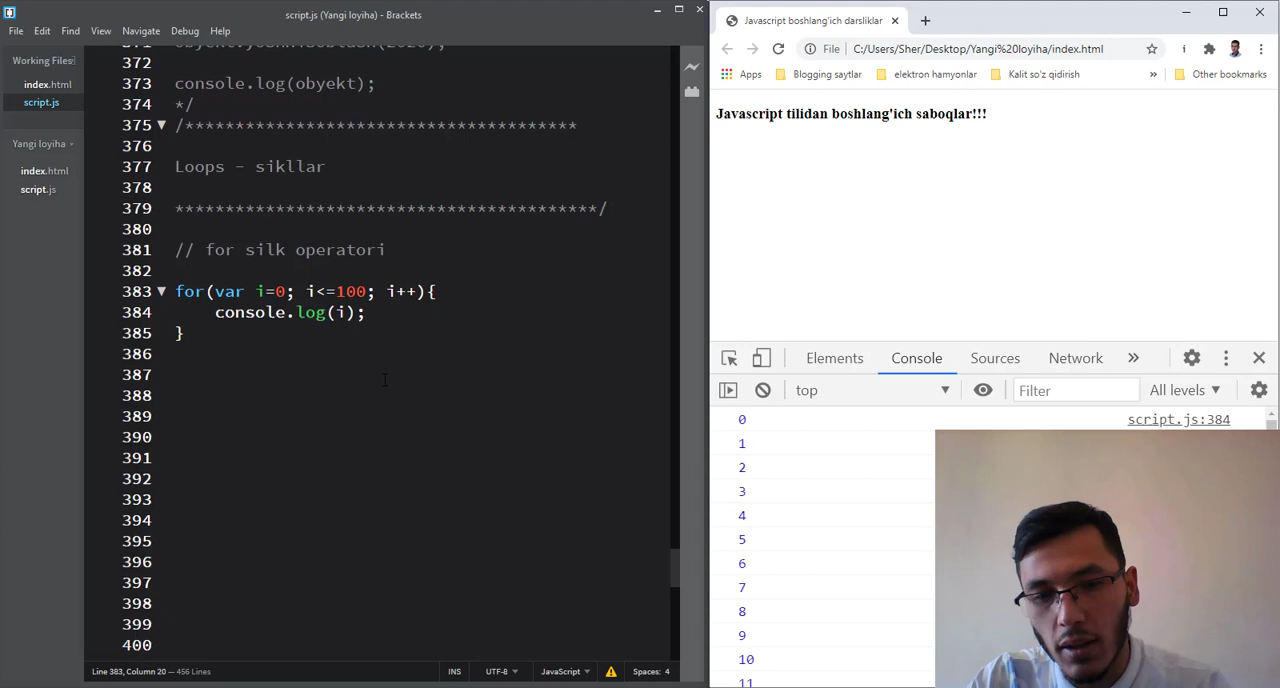 script.js (Yangi loyiha) - Brackets
File Edit Find View Navigate Debug Help
Working Files
index.html
script.js
Yangi loyiha
index.html
script.js
371 obyekt.yoshniHisoblash(2020);
372
373 console.log(obyekt);
374 */
375 /***************************************
376
377 Loops - sikllar
378
379 ******************************************/
380
381 // for silk operatori
382
383 for(var i=0; i<=100; i++){
384 console.log(i);
385 }
386
387
388
389
390
391
392
393
394
395
396
397
398
399
400
Line 383, Column 20 — 456 Lines
INS UTF-8 JavaScript Spaces: 4
Javascript boshlang'ich darsliklar
File C:/Users/Sher/Desktop/Yangi%20loyiha/index.html
Apps Blogging saytlar elektron hamyonlar Kalit so'z qidirish » Other bookmarks
Javascript tilidan boshlang'ich saboqlar!!!
Elements Console Sources Network »
top Filter All levels
0 script.js:384
1
2
3
4
5
6
7
8
9
10
11